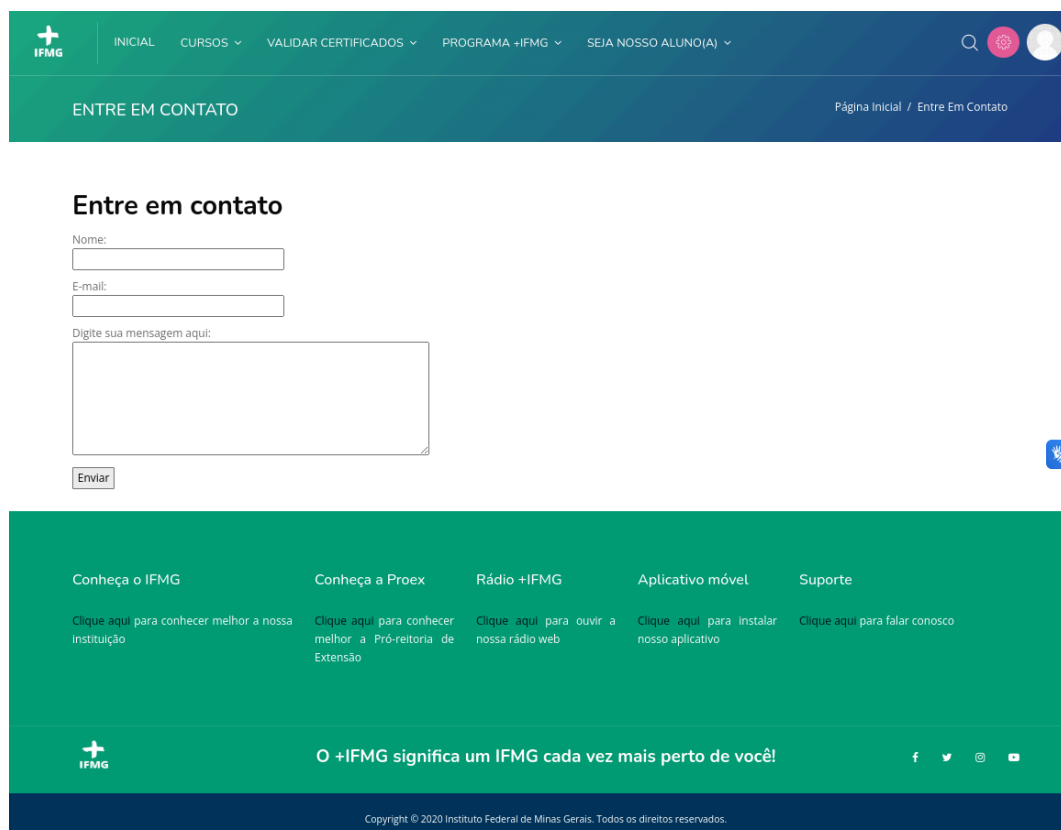 IFMG
INICIAL CURSOS VALIDAR CERTIFICADOS PROGRAMA +IFMG SEJA NOSSO ALUNO(A)
ENTRE EM CONTATO
Página Inicial / Entre Em Contato
Entre em contato
Nome:
E-mail:
Digite sua mensagem aqui:
Enviar
Conheça o IFMG
Clique aqui para conhecer melhor a nossa
instituição
Conheça a Proex
Clique aqui para conhecer
melhor a Pró-reitoria de
Extensão
Rádio +IFMG
Clique aqui para ouvir a
nossa rádio web
Aplicativo móvel
Clique aqui para instalar
nosso aplicativo
Suporte
Clique aqui para falar conosco
IFMG
O +IFMG significa um IFMG cada vez mais perto de você!
Copyright © 2020 Instituto Federal de Minas Gerais. Todos os direitos reservados.